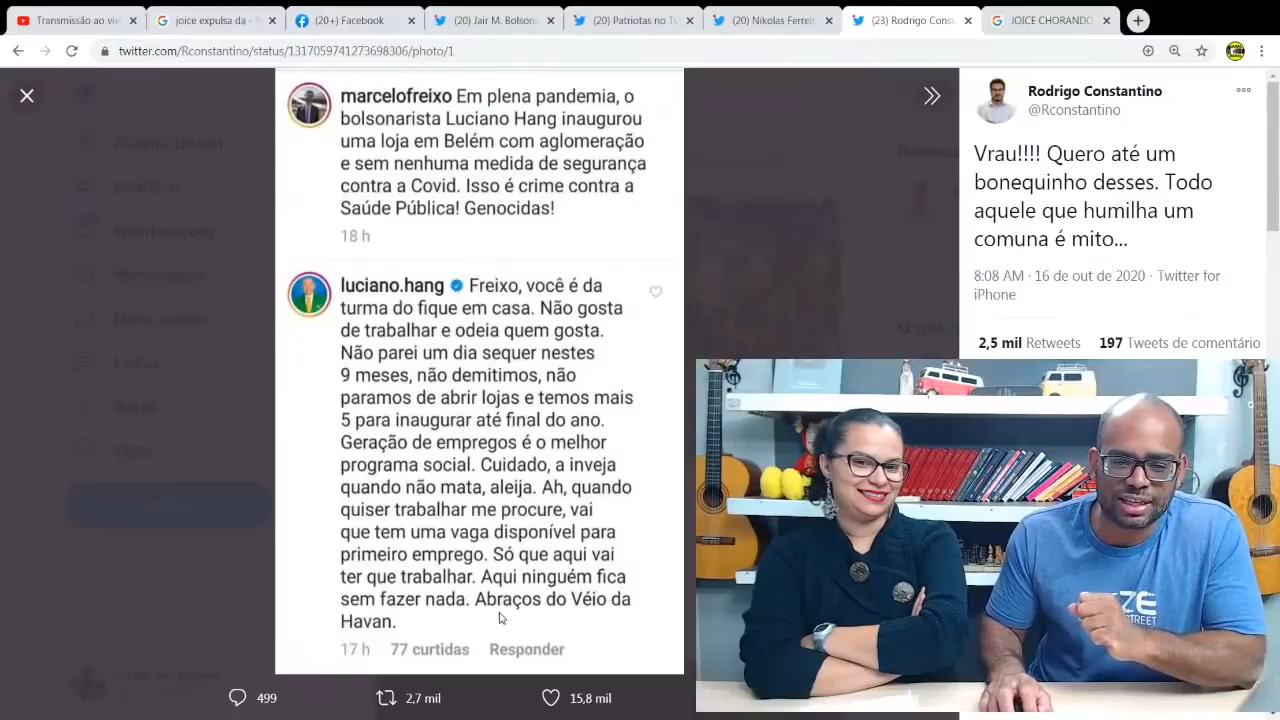 Transmissão ao viv
joice expulsa da -
(20+) Facebook
(20) Jair M. Bolson
(20) Patriotas no Tu
(20) Nikolas Ferreir
(23) Rodrigo Const
JOICE CHORANDO
twitter.com/Rconstantino/status/1317059741273698306/photo/1
marcelofreixo Em plena pandemia, o
bolsonarista Luciano Hang inaugurou
uma loja em Belém com aglomeração
e sem nenhuma medida de segurança
contra a Covid. Isso é crime contra a
Saúde Pública! Genocidas!
18 h
luciano.hang Freixo, você é da
turma do fique em casa. Não gosta
de trabalhar e odeia quem gosta.
Não parei um dia sequer nestes
9 meses, não demitimos, não
paramos de abrir lojas e temos mais
5 para inaugurar até final do ano.
Geração de empregos é o melhor
programa social. Cuidado, a inveja
quando não mata, aleija. Ah, quando
quiser trabalhar me procure, vai
que tem uma vaga disponível para
primeiro emprego. Só que aqui vai
ter que trabalhar. Aqui ninguém fica
sem fazer nada. Abraços do Véio da
Havan.
17 h 77 curtidas Responder
499 2,7 mil 15,8 mil
Rodrigo Constantino
@Rconstantino
Vrau!!!! Quero até um
bonequinho desses. Todo
aquele que humilha um
comuna é mito...
8:08 AM · 16 de out de 2020 · Twitter for
iPhone
2,5 mil Retweets 197 Tweets de comentário
STREET